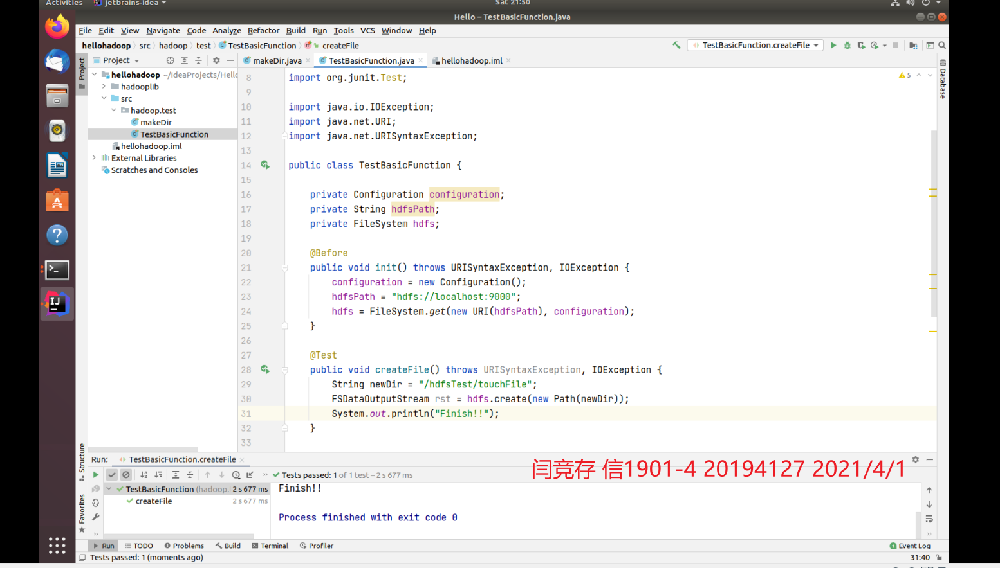 Activities jetbrains-idea Sat 21:50
Hello – TestBasicFunction.java
File Edit View Navigate Code Analyze Refactor Build Run Tools VCS Window Help
hellohadoop src hadoop test TestBasicFunction createFile TestBasicFunction.createFile
Project makeDir.java TestBasicFunction.java hellohadoop.iml
Project
Database
Structure
Favorites
hellohadoop ~/IdeaProjects/Hello
hadooplib
src
hadoop.test
makeDir
TestBasicFunction
hellohadoop.iml
External Libraries
Scratches and Consoles
5
8 import org.junit.Test;
9
10 import java.io.IOException;
11 import java.net.URI;
12 import java.net.URISyntaxException;
13
14 public class TestBasicFunction {
15
16 private Configuration configuration;
17 private String hdfsPath;
18 private FileSystem hdfs;
19
20 @Before
21 public void init() throws URISyntaxException, IOException {
22 configuration = new Configuration();
23 hdfsPath = "hdfs://localhost:9000";
24 hdfs = FileSystem.get(new URI(hdfsPath), configuration);
25 }
26
27 @Test
28 public void createFile() throws URISyntaxException, IOException {
29 String newDir = "/hdfsTest/touchFile";
30 FSDataOutputStream rst = hdfs.create(new Path(newDir));
31 System.out.println("Finish!!");
32 }
33
Run: TestBasicFunction.createFile
闫竞存 信1901-4 20194127 2021/4/1
Tests passed: 1 of 1 test – 2 s 677 ms
TestBasicFunction (hadoop. 2 s 677 ms
createFile 2 s 677 ms
Finish!!
Process finished with exit code 0
Run TODO Problems Build Terminal Profiler 1 Event Log
Tests passed: 1 (moments ago) 31:40